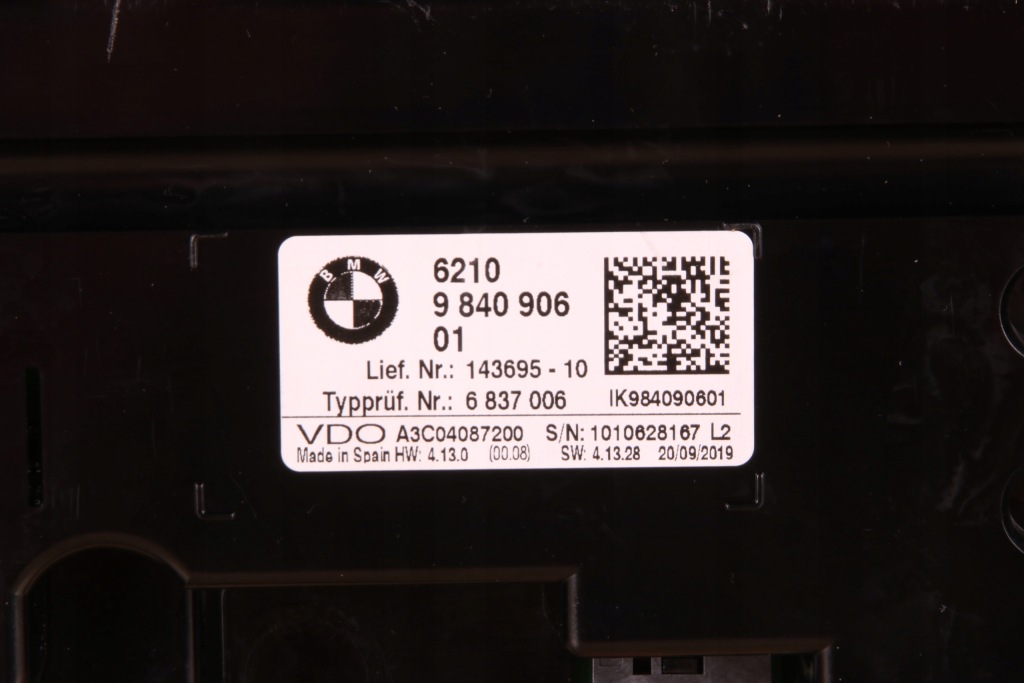 BMW
6210
9 840 906
01
Lief. Nr.: 143695 - 10
Typprüf. Nr.: 6 837 006
IK984090601
VDO A3C04087200 S/N: 1010628167 L2
Made in Spain HW: 4.13.0 (00.08) SW: 4.13.28 20/09/2019